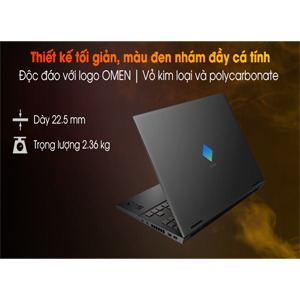 Thiết kế tối giản, màu đen nhám đầy cá tính
Độc đáo với logo OMEN | Vỏ kim loại và polycarbonate
Dày 22.5 mm
Trọng lượng 2.36 kg